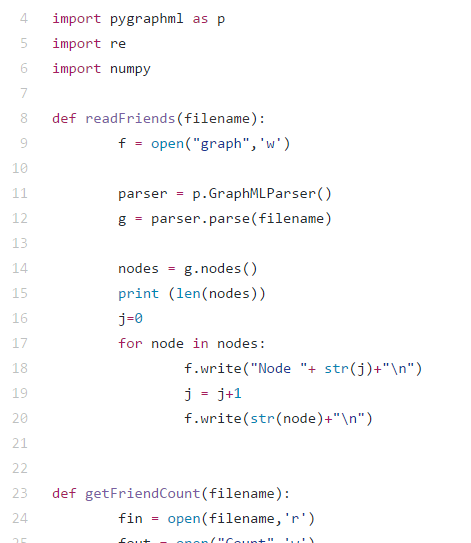 4 import pygraphml as p
5 import re
6 import numpy
7
8 def readFriends(filename):
9 f = open("graph",'w')
10
11 parser = p.GraphMLParser()
12 g = parser.parse(filename)
13
14 nodes = g.nodes()
15 print (len(nodes))
16 j=0
17 for node in nodes:
18 f.write("Node "+ str(j)+"\n")
19 j = j+1
20 f.write(str(node)+"\n")
21
22
23 def getFriendCount(filename):
24 fin = open(filename,'r')
25 fout = open("Count",'w')